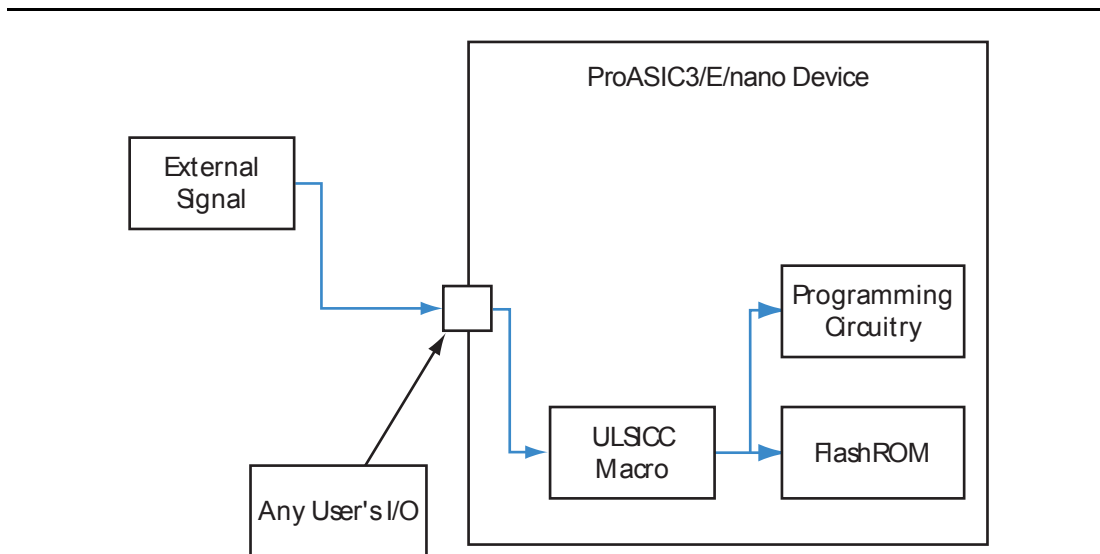 ProASIC3/E/nano Device
External
Signal
Programming
Circuitry
ULSICC
Macro
FlashROM
Any User's I/O